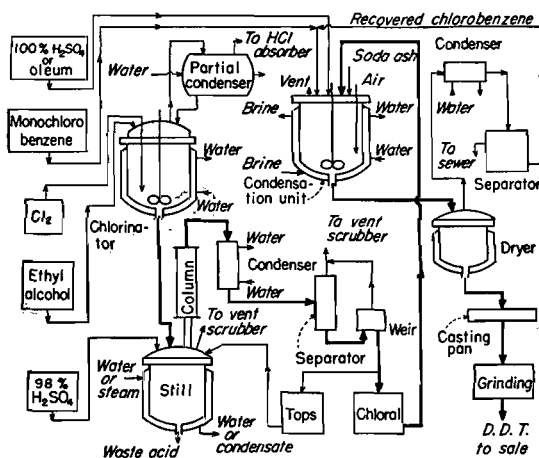 Recovered chlorobenzene
100% H₂SO₄
or
oleum
To HCl
absorber
Water
Partial
condenser
Soda ash
Vent
Air
Condenser
Water
Monochloro
benzene
Brine
Water
Water
Water
To
sewer
Separator
Brine
Condensa-
tion unit
Water
Cl₂
Chlorina-
tor
Dryer
Ethyl
alcohol
Column
Water
Condenser
Water
To vent
scrubber
To vent
scrubber
Separator
Weir
Casting
pan
98%
H₂SO₄
Water
or
steam
Still
Tops
Chloral
Grinding
Waste acid
Water
or
condensate
D. D. T.
to sale